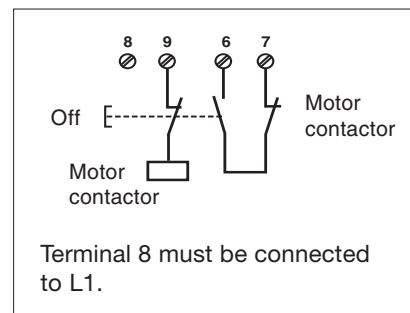 8 9 6 7
Off
Motor
contactor
Motor
contactor
Terminal 8 must be connected
to L1.